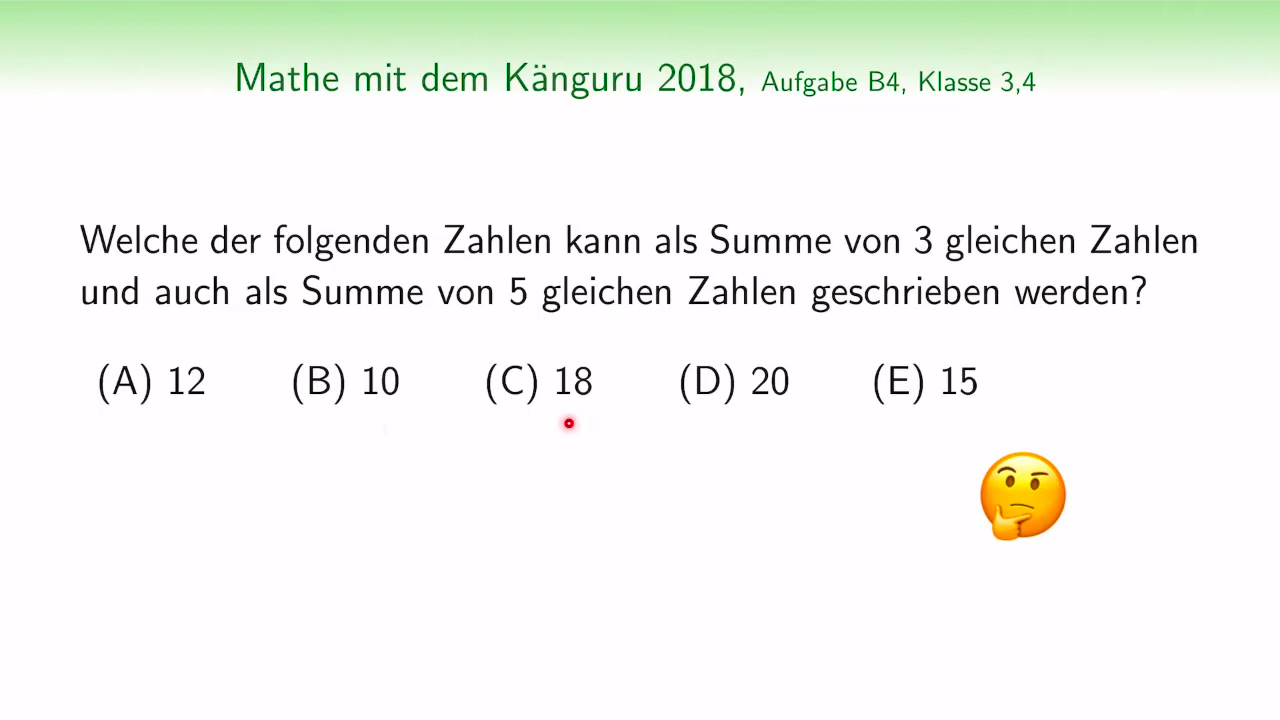 Mathe mit dem Känguru 2018, Aufgabe B4, Klasse 3,4
Welche der folgenden Zahlen kann als Summe von 3 gleichen Zahlen
und auch als Summe von 5 gleichen Zahlen geschrieben werden?
(A) 12 (B) 10 (C) 18 (D) 20 (E) 15